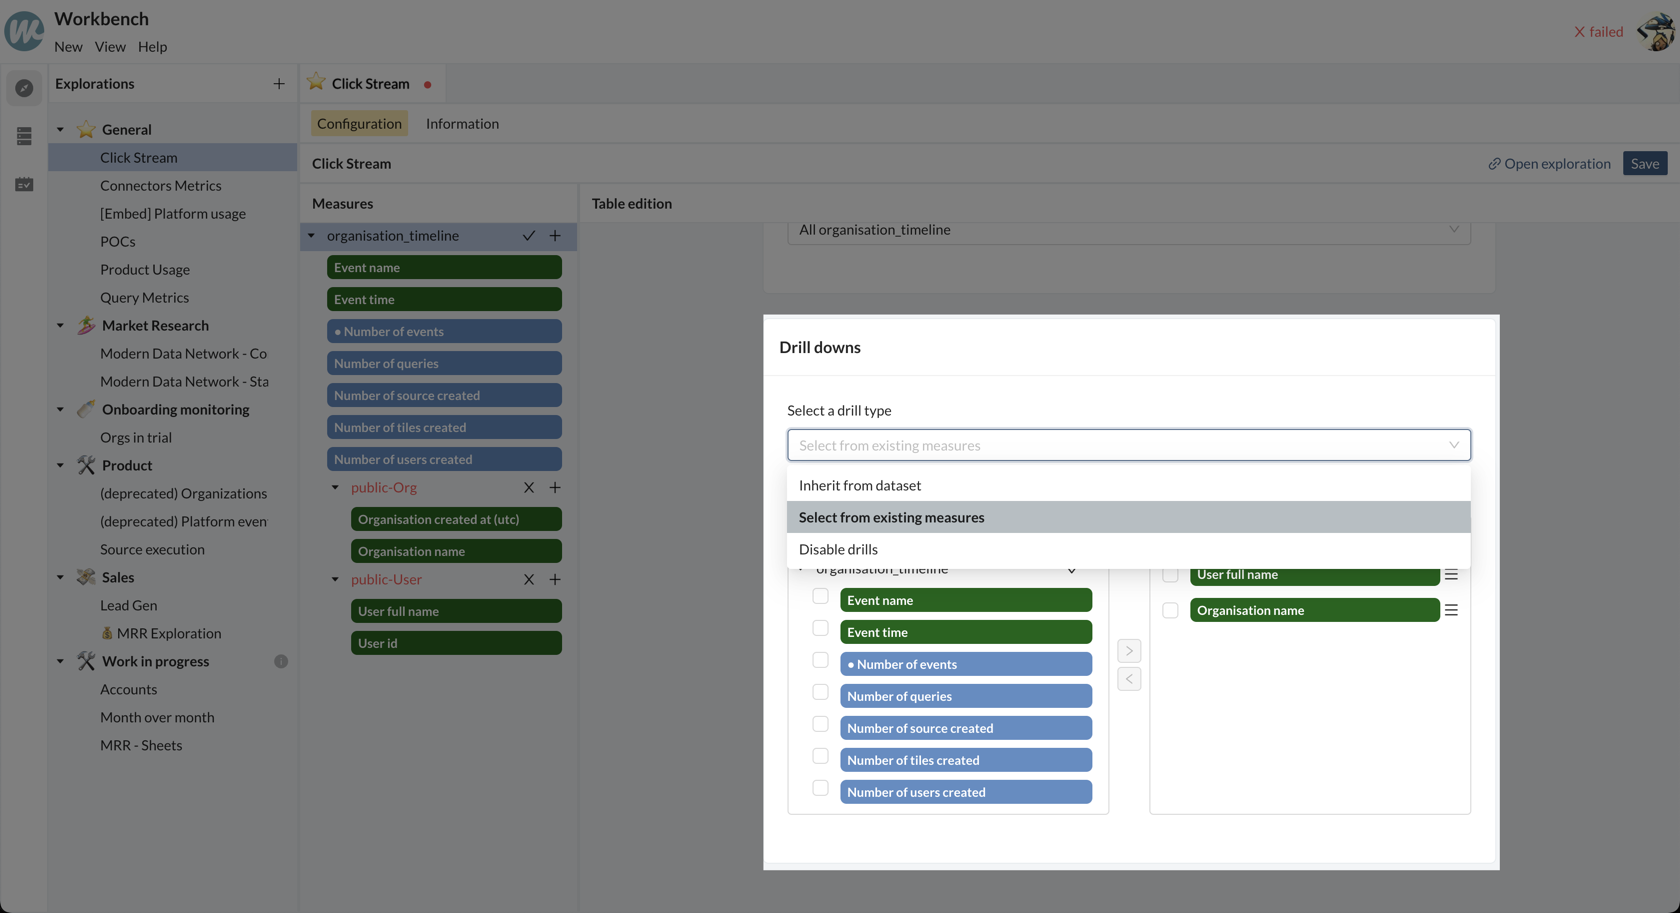 Workbench
New View Help
X failed
Explorations +
Click Stream
General
Click Stream
Connectors Metrics
[Embed] Platform usage
POCs
Product Usage
Query Metrics
Market Research
Modern Data Network - Co
Modern Data Network - Sta
Onboarding monitoring
Orgs in trial
Product
(deprecated) Organizations
(deprecated) Platform even
Source execution
Sales
Lead Gen
MRR Exploration
Work in progress
Accounts
Month over month
MRR - Sheets
Configuration Information
Click Stream
Open exploration Save
Measures
organisation_timeline
Event name
Event time
• Number of events
Number of queries
Number of source created
Number of tiles created
Number of users created
public-Org
Organisation created at (utc)
Organisation name
public-User
User full name
User id
Table edition
All organisation_timeline
Drill downs
Select a drill type
Select from existing measures
Inherit from dataset
Select from existing measures
Disable drills
organisation_timeline
Event name
Event time
• Number of events
Number of queries
Number of source created
Number of tiles created
Number of users created
>
<
User full name
Organisation name